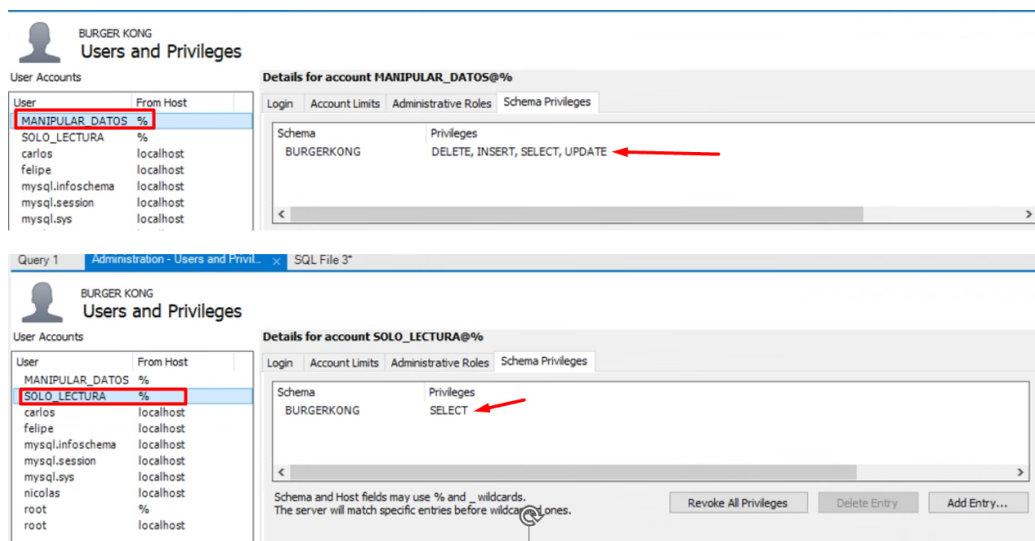 BURGER KONG
Users and Privileges
User Accounts
Details for account MANIPULAR_DATOS@%
User From Host
Login Account Limits Administrative Roles Schema Privileges
MANIPULAR_DATOS %
SOLO_LECTURA %
carlos localhost
felipe localhost
mysql.infoschema localhost
mysql.session localhost
mysql.sys localhost
Schema Privileges
BURGERKONG DELETE, INSERT, SELECT, UPDATE
Query 1 Administration - Users and Privil... × SQL File 3*
BURGER KONG
Users and Privileges
User Accounts
Details for account SOLO_LECTURA@%
User From Host
Login Account Limits Administrative Roles Schema Privileges
MANIPULAR_DATOS %
SOLO_LECTURA %
carlos localhost
felipe localhost
mysql.infoschema localhost
mysql.session localhost
mysql.sys localhost
nicolas localhost
root %
root localhost
Schema Privileges
BURGERKONG SELECT
Schema and Host fields may use % and _ wildcards.
The server will match specific entries before ones.
Revoke All Privileges Delete Entry Add Entry...